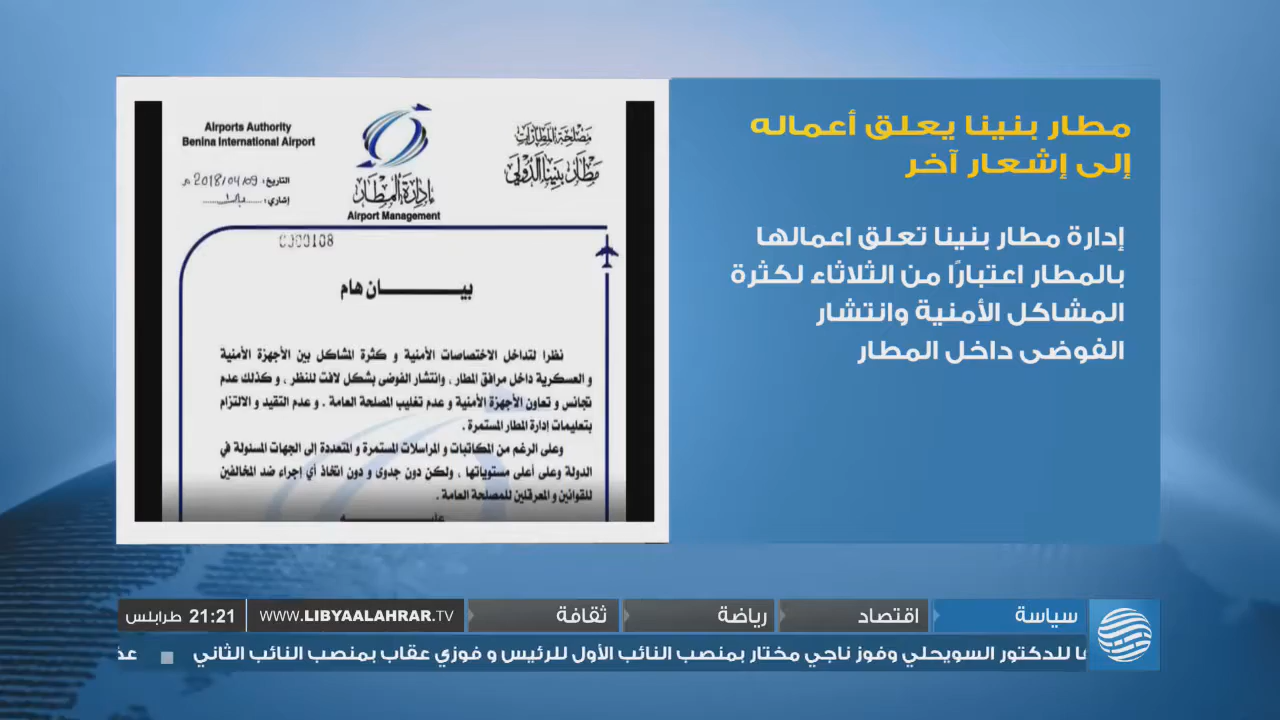 مطار بنينا يعلق أعماله
إلى إشعار آخر
إدارة مطار بنينا تعلق اعمالها
بالمطار اعتبارًا من الثلاثاء لكثرة
المشاكل الأمنية وانتشار
الفوضى داخل المطار
مصلحة المطارات
مطار بنينا الدولي
إدارة المطار
Airport Management
Airports Authority
Benina International Airport
التاريخ: 2018/04/09 م
إشاري:
0000108
بيـــــــان هام
نظرا لتداخل الاختصاصات الأمنية و كثرة المشاكل بين الأجهزة الأمنية
و العسكرية داخل مرافق المطار ، وانتشار الفوضى بشكل لافت للنظر ، و كذلك عدم
تجانس و تعاون الأجهزة الأمنية و عدم تغليب المصلحة العامة . و عدم التقيد و الالتزام
بتعليمات إدارة المطار المستمرة .
وعلى الرغم من المكاتبات و المراسلات المستمرة و المتعددة إلى الجهات المسئولة في
الدولة وعلى أعلى مستوياتها ، ولكن دون جدوى و دون اتخاذ أي إجراء ضد المخالفين
للقوانين و المعرقلين للمصلحة العامة .
سياسة
اقتصاد
رياضة
ثقافة
WWW.LIBYAALAHRAR.TV
21:21 طرابلس
للدكتور السويحلي وفوز ناجي مختار بمنصب النائب الأول للرئيس و فوزي عقاب بمنصب النائب الثاني